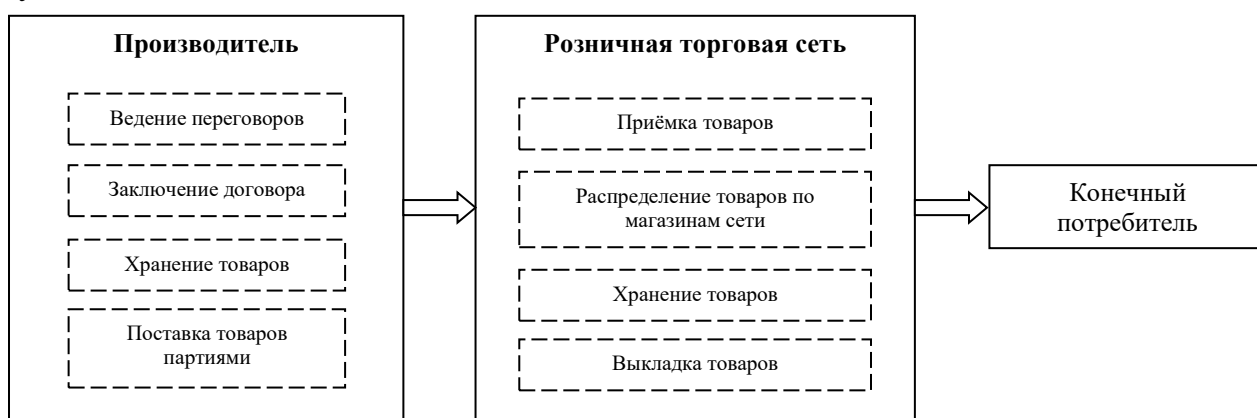 Производитель
Ведение переговоров
Заключение договора
Хранение товаров
Поставка товаров
партиями
Розничная торговая сеть
Приёмка товаров
Распределение товаров по
магазинам сети
Хранение товаров
Выкладка товаров
Конечный
потребитель